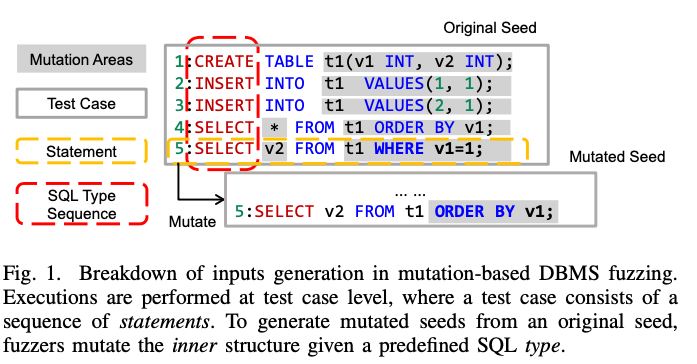 Original Seed
Mutation Areas
Test Case
Statement
SQL Type
Sequence
1:CREATE TABLE t1(v1 INT, v2 INT);
2:INSERT INTO t1 VALUES(1, 1);
3:INSERT INTO t1 VALUES(2, 1);
4:SELECT * FROM t1 ORDER BY v1;
5:SELECT v2 FROM t1 WHERE v1=1;
Mutated Seed
Mutate
... ...
5:SELECT v2 FROM t1 ORDER BY v1;
Fig. 1. Breakdown of inputs generation in mutation-based DBMS fuzzing.
Executions are performed at test case level, where a test case consists of a
sequence of statements. To generate mutated seeds from an original seed,
fuzzers mutate the inner structure given a predefined SQL type.